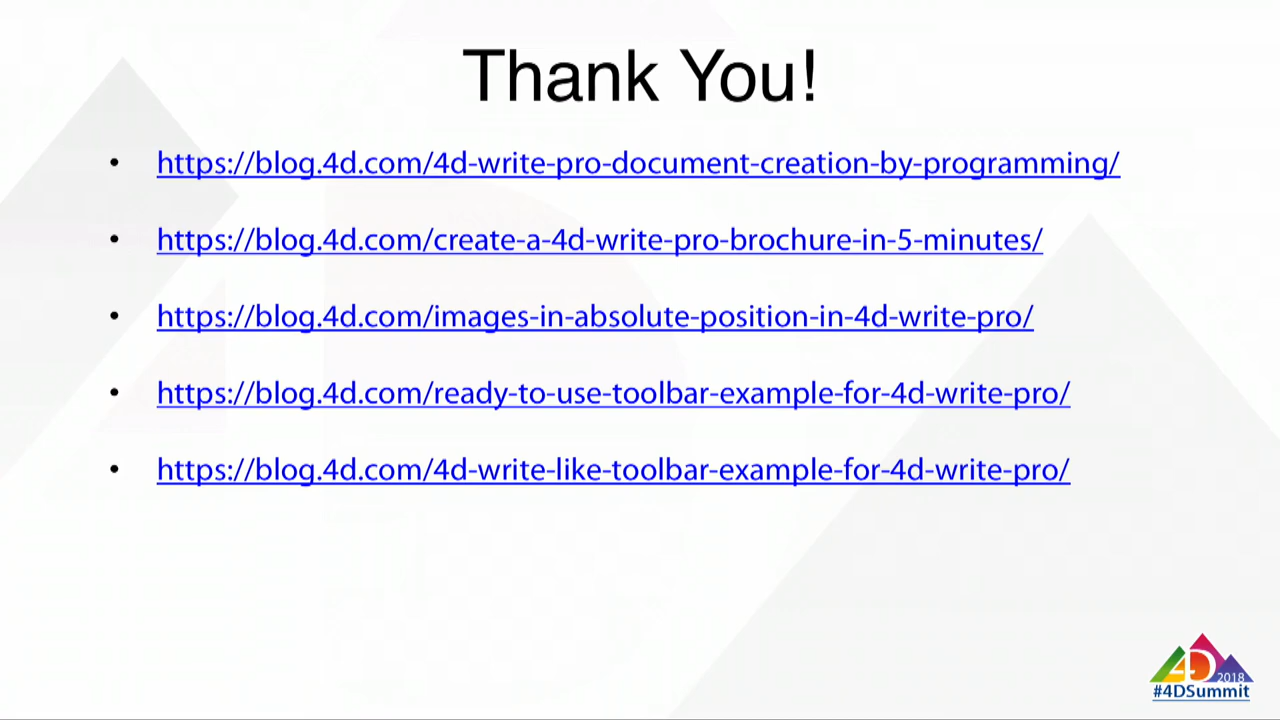 Thank You!
• https://blog.4d.com/4d-write-pro-document-creation-by-programming/
• https://blog.4d.com/create-a-4d-write-pro-brochure-in-5-minutes/
• https://blog.4d.com/images-in-absolute-position-in-4d-write-pro/
• https://blog.4d.com/ready-to-use-toolbar-example-for-4d-write-pro/
• https://blog.4d.com/4d-write-like-toolbar-example-for-4d-write-pro/
4D 2018
#4DSummit